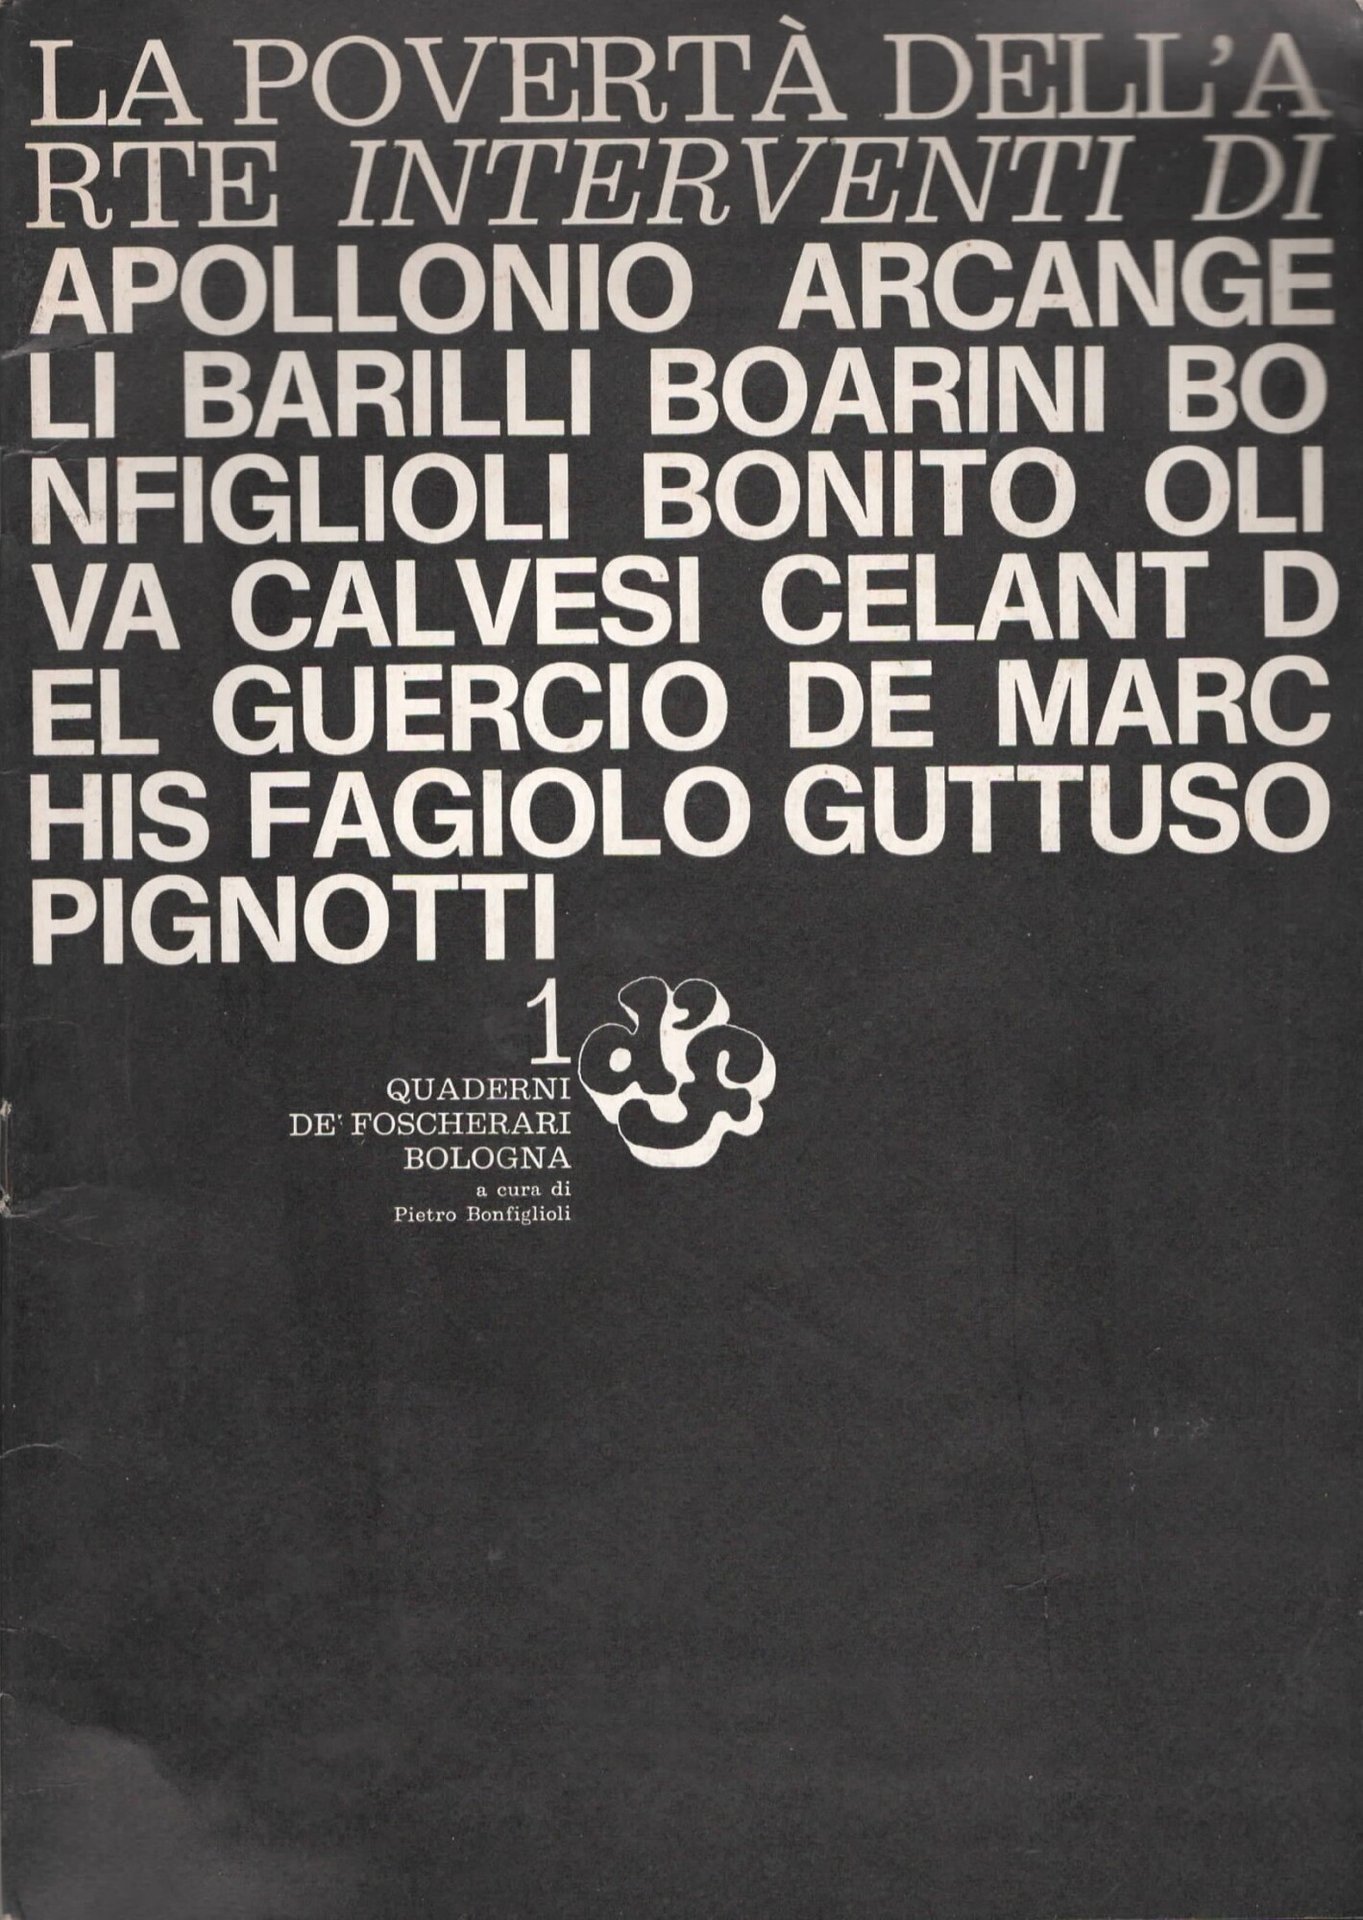 LA POVERTÀ DELL'A
RTE INTERVENTI DI
APOLLONIO ARCANGE
LI BARILLI BOARINI BO
NFIGLIOLI BONITO OLI
VA CALVESI CELANT D
EL GUERCIO DE MARC
HIS FAGIOLO GUTTUSO
PIGNOTTI
1
d'f
QUADERNI
DE' FOSCHERARI
BOLOGNA
a cura di
Pietro Bonfiglioli